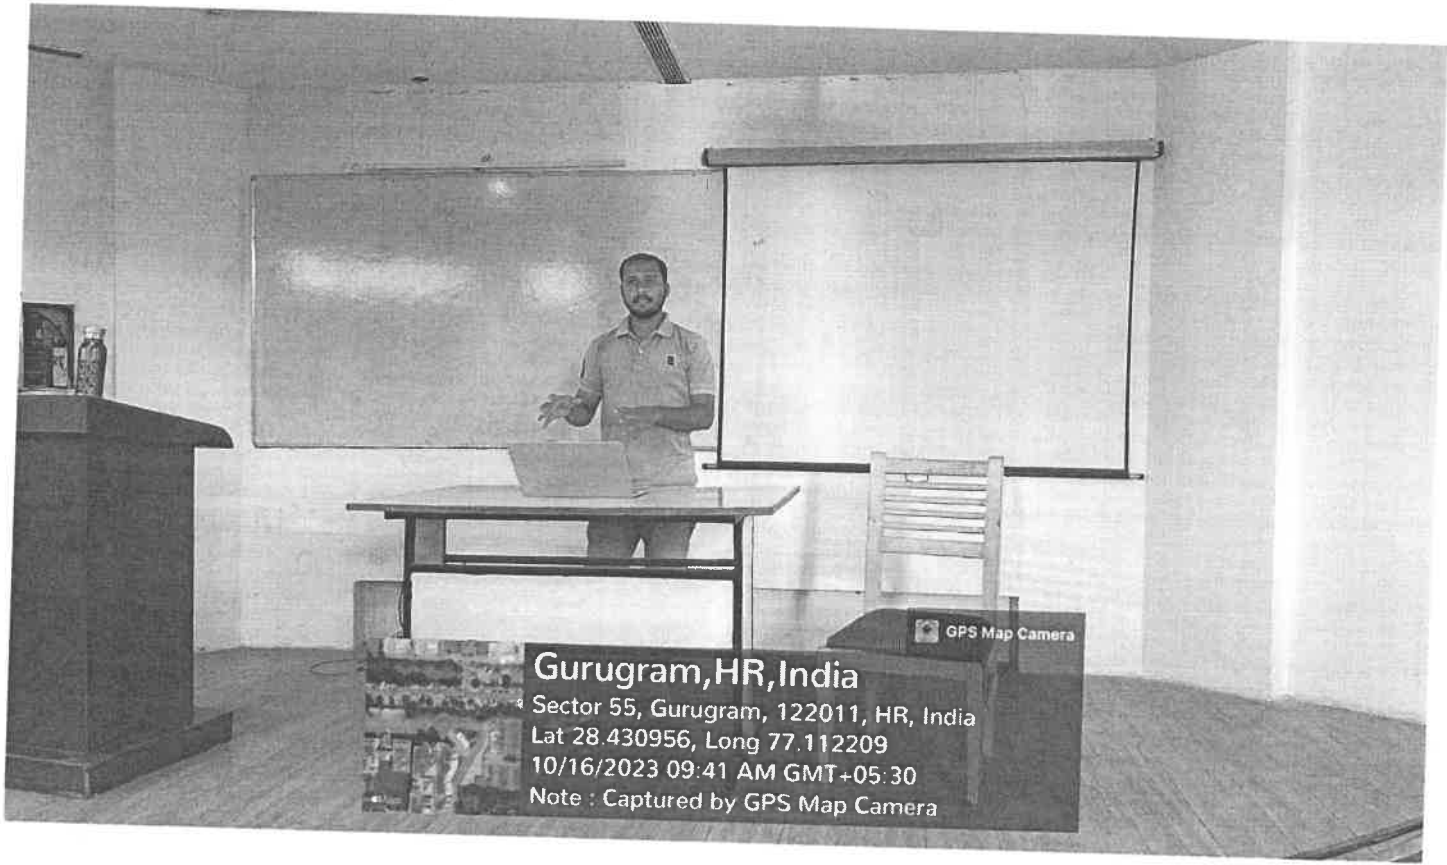 GPS Map Camera
Gurugram,HR,India
Sector 55, Gurugram, 122011, HR, India
Lat 28.430956, Long 77.112209
10/16/2023 09:41 AM GMT+05:30
Note : Captured by GPS Map Camera